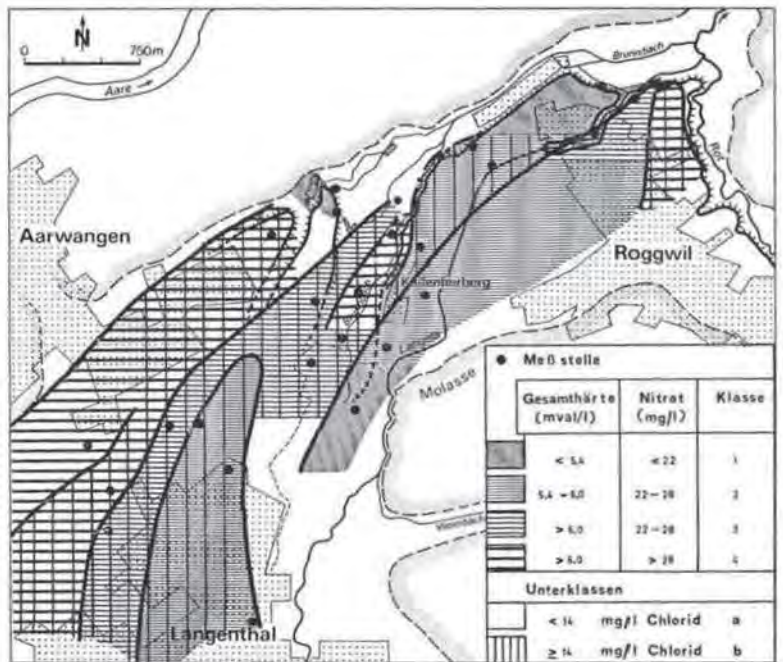 N
0 750m
Aare
Brunnbach
Rot
Aarwangen
Kaltenherberg
Roggwil
Langete
Molasse
Langenthal
Meß stelle
Gesamthärte Nitrat Klasse
(mval/l) (mg/l)
< 5,4 < 22 1
5,4 – 6,0 22 – 28 2
> 6,0 22 – 28 3
> 6,0 > 28 4
Unterklassen
< 14 mg/l Chlorid a
≥ 14 mg/l Chlorid b